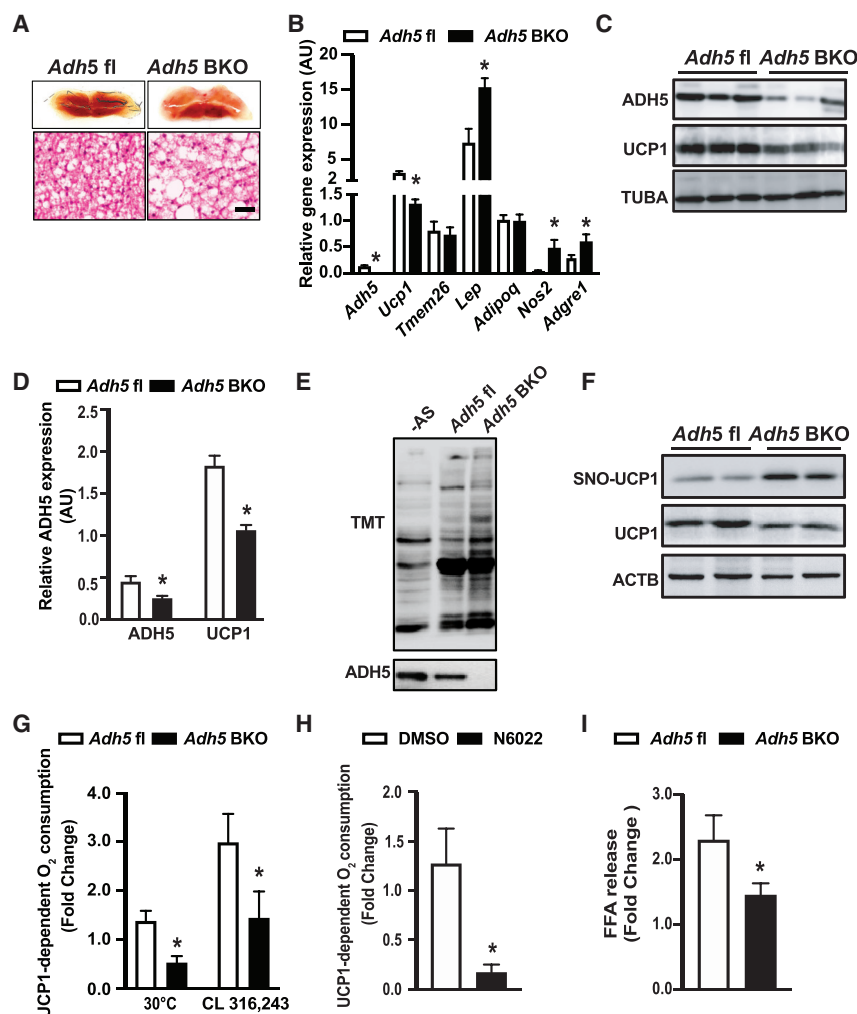 A
Adh5 fl Adh5 BKO
B
Adh5 fl Adh5 BKO
Relative gene expression (AU)
20
15
10
5
2
1.5
1.0
0.5
0.0
*
*
*
*
*
Adh5
Ucp1
Tmem26
Lep
Adipoq
Nos2
Adgre1
C
Adh5 fl Adh5 BKO
ADH5
UCP1
TUBA
D
Adh5 fl Adh5 BKO
Relative ADH5 expression
(AU)
2.5
2.0
1.5
1.0
0.5
0.0
*
*
ADH5 UCP1
E
-AS
Adh5 fl
Adh5 BKO
TMT
ADH5
F
Adh5 fl Adh5 BKO
SNO-UCP1
UCP1
ACTB
G
Adh5 fl Adh5 BKO
UCP1-dependent O2 consumption
(Fold Change)
4.0
3.0
2.0
1.0
0.0
*
*
30°C CL 316,243
H
DMSO N6022
UCP1-dependent O2 consumption
(Fold Change)
2.0
1.5
1.0
0.5
0.0
*
I
Adh5 fl Adh5 BKO
FFA release
(Fold Change )
3.0
2.0
1.0
0.0
*